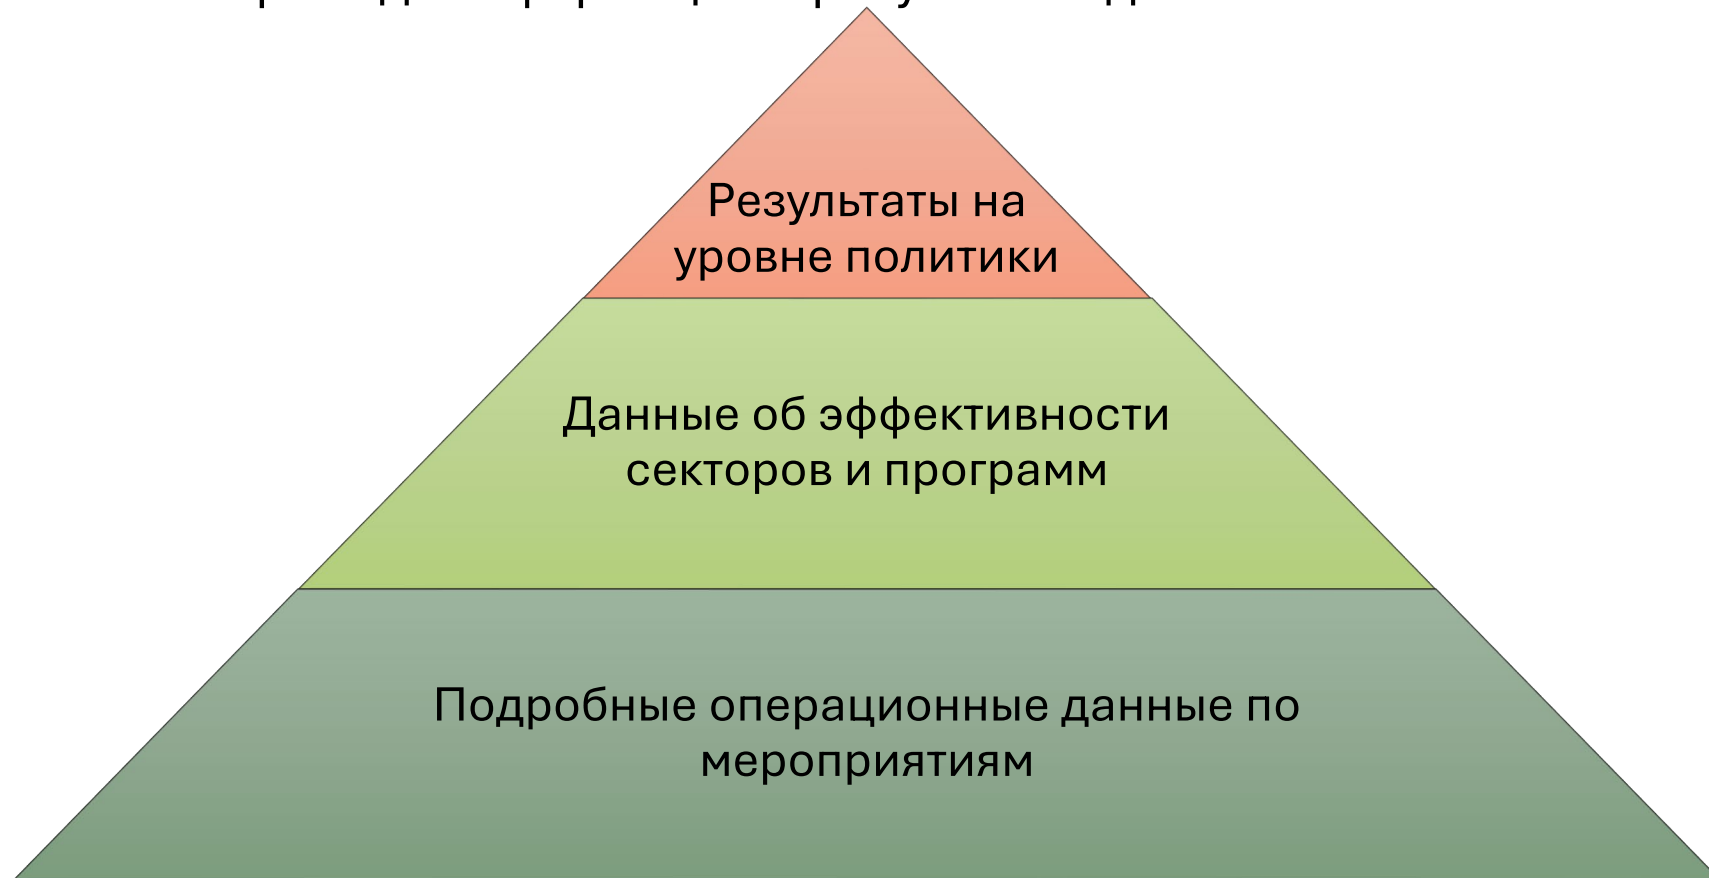 Результаты на
уровне политики
Данные об эффективности
секторов и программ
Подробные операционные данные по
мероприятиям